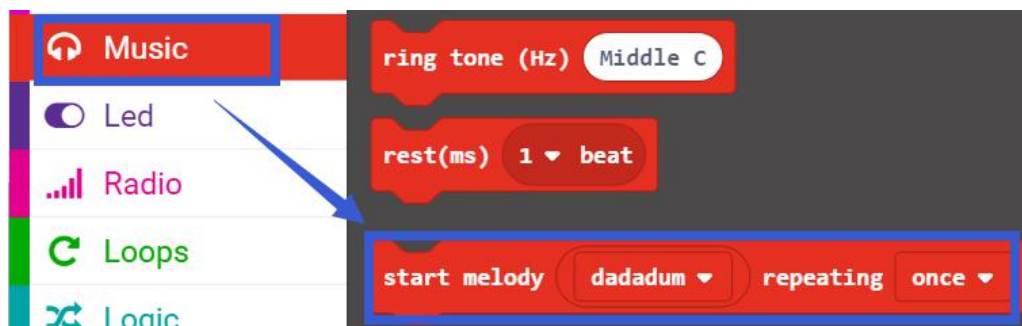 Music
Led
Radio
Loops
Logic
ring tone (Hz) Middle C
rest(ms) 1 beat
start melody dadadum repeating once